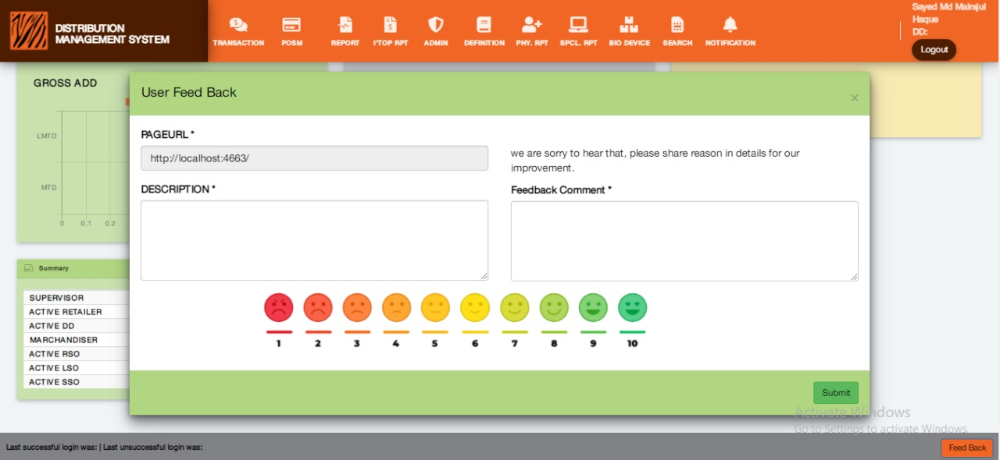 DISTRIBUTION
MANAGEMENT SYSTEM
TRANSACTION
POSM
REPORT
I'TOP RPT
ADMIN
DEFINITION
PHY. RPT
SPCL. RPT
BIO DEVICE
SEARCH
NOTIFICATION
Sayed Md Mairajul
Haque
DD:
Logout
GROSS ADD
LMTD
MTD
0 0.1 0.2
Summary
SUPERVISOR
ACTIVE RETAILER
ACTIVE DD
MARCHANDISER
ACTIVE RSO
ACTIVE LSO
ACTIVE SSO
User Feed Back
×
PAGEURL *
http://localhost:4663/
we are sorry to hear that, please share reason in details for our
improvement.
DESCRIPTION *
Feedback Comment *
1 2 3 4 5 6 7 8 9 10
Submit
Activate Windows
Go to Settings to activate Windows.
Last successful login was: | Last unsuccessful login was:
Feed Back